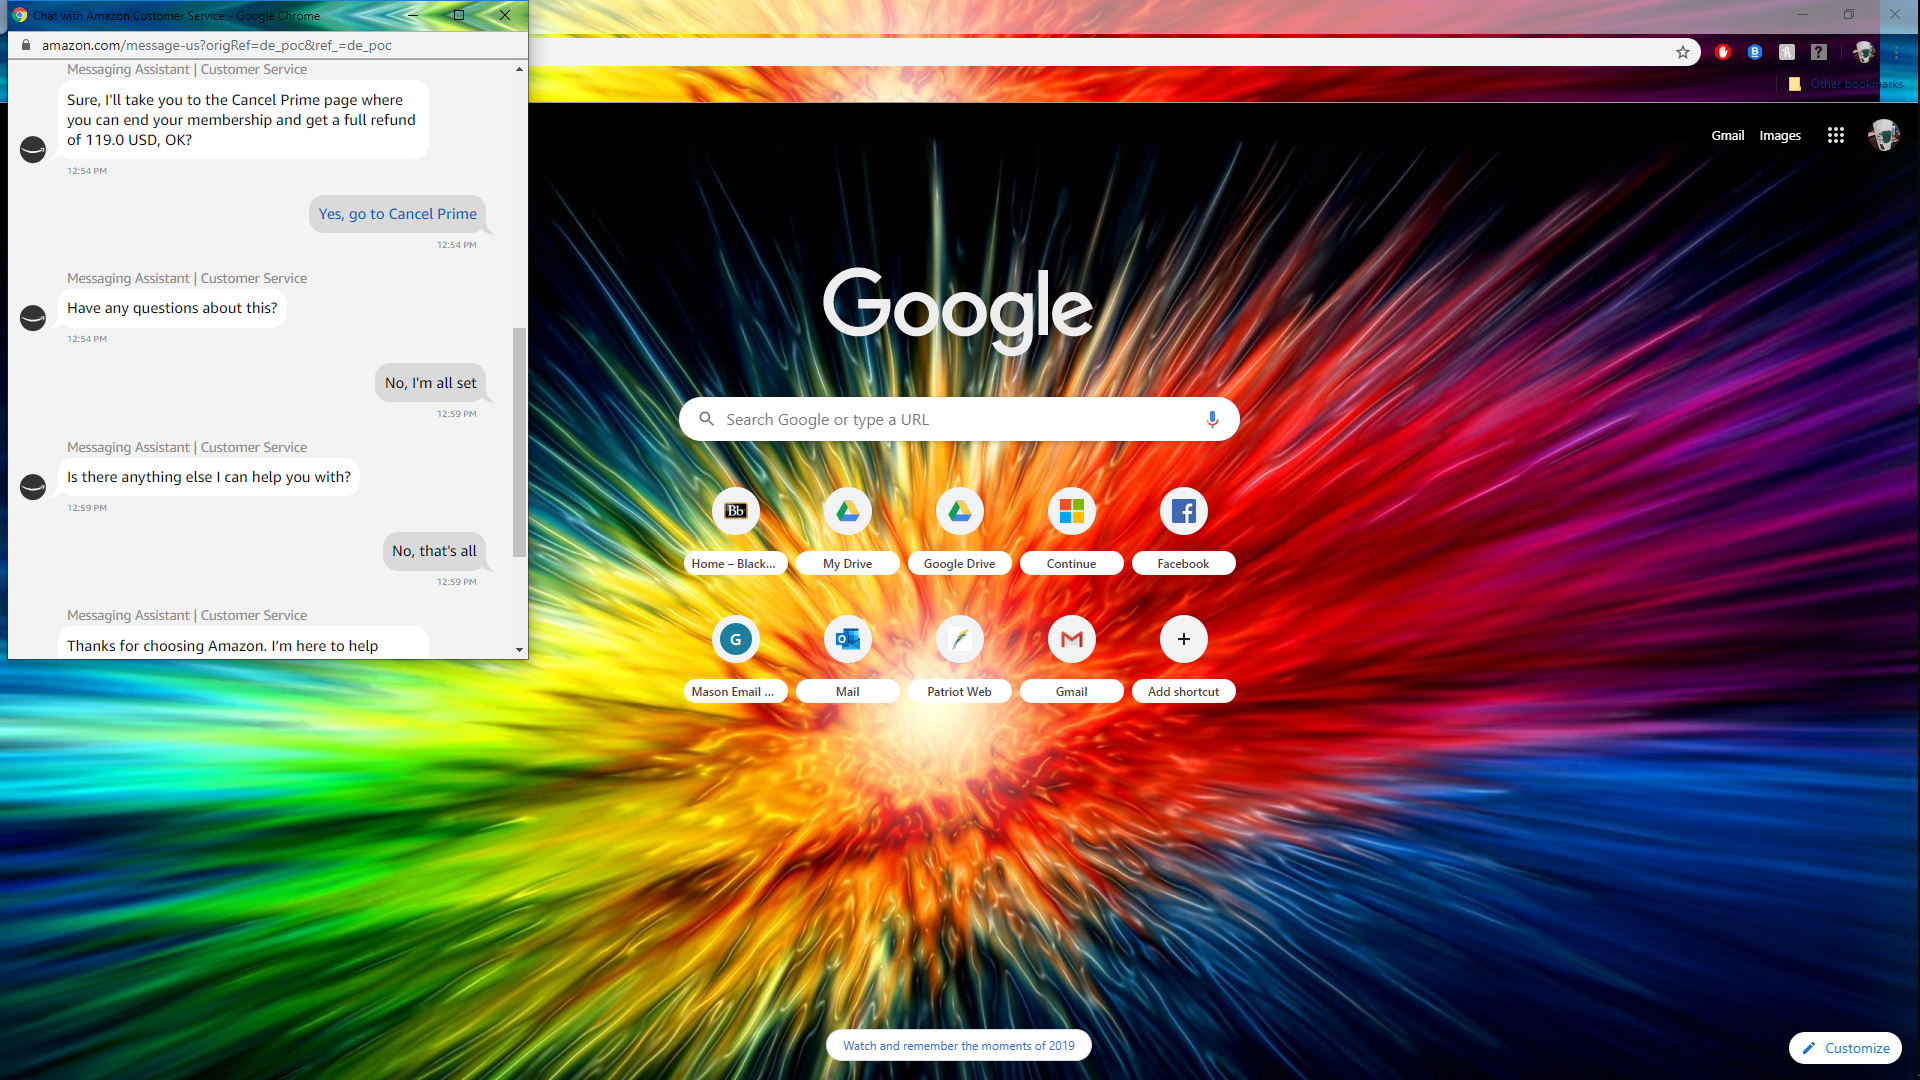 Chat with Amazon Customer Service - Google Chrome
amazon.com/message-us?origRef=de_poc&ref_=de_poc
Messaging Assistant | Customer Service
Sure, I'll take you to the Cancel Prime page where
you can end your membership and get a full refund
of 119.0 USD, OK?
12:54 PM
Yes, go to Cancel Prime
12:54 PM
Messaging Assistant | Customer Service
Have any questions about this?
12:54 PM
No, I'm all set
12:59 PM
Messaging Assistant | Customer Service
Is there anything else I can help you with?
12:59 PM
No, that's all
12:59 PM
Messaging Assistant | Customer Service
Thanks for choosing Amazon. I'm here to help
Other bookmarks
Gmail Images
Google
Search Google or type a URL
Bb
Home – Black...
My Drive
Google Drive
Continue
Facebook
G
Mason Email ...
Mail
Patriot Web
Gmail
Add shortcut
Watch and remember the moments of 2019
Customize